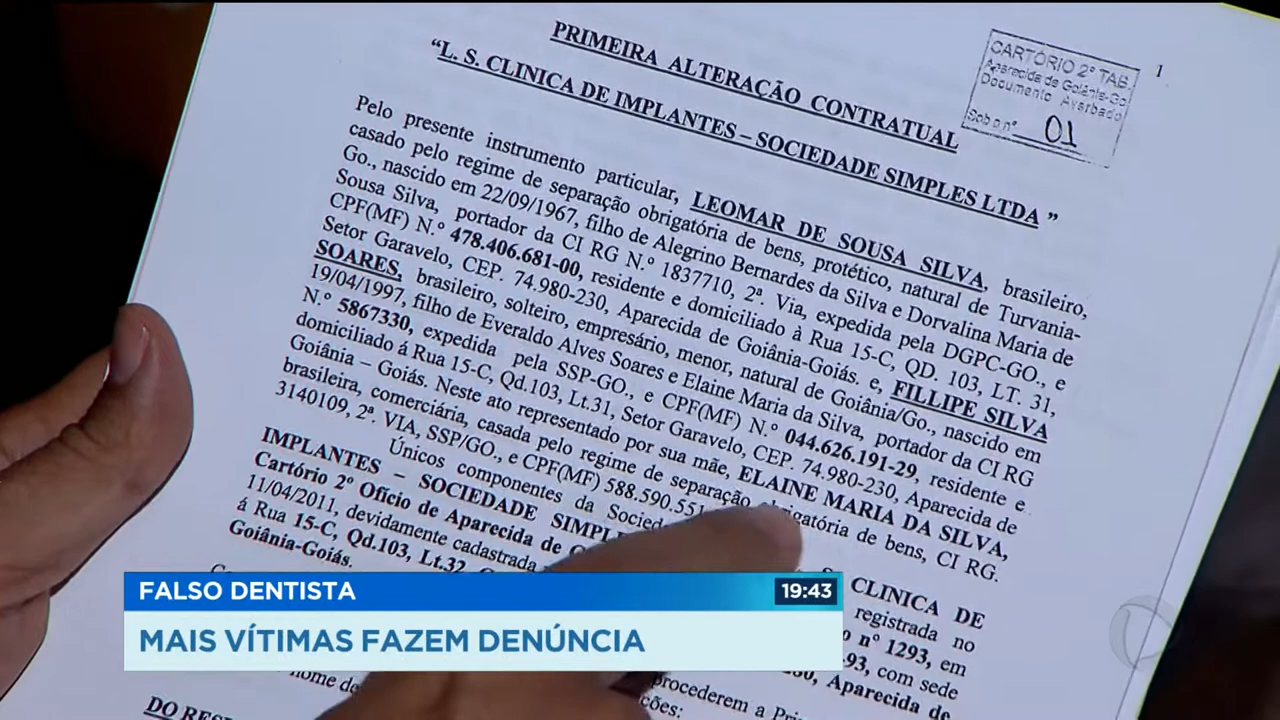 PRIMEIRA ALTERAÇÃO CONTRATUAL
CARTÓRIO 2º TAB.
Aparecida de Goiânia-Go
Documento Averbado
Sob o nº 01
1
“L. S. CLINICA DE IMPLANTES – SOCIEDADE SIMPLES LTDA ”
Pelo presente instrumento particular, LEOMAR DE SOUSA SILVA, brasileiro,
casado pelo regime de separação obrigatória de bens, protético, natural de Turvania-
Go., nascido em 22/09/1967, filho de Alegrino Bernardes da Silva e Dorvalina Maria de
Sousa Silva, portador da CI RG N.º 1837710, 2ª. Via, expedida pela DGPC-GO., e
CPF(MF) N.º 478.406.681-00, residente e domiciliado à Rua 15-C, QD. 103, LT. 31,
Setor Garavelo, CEP. 74.980-230, Aparecida de Goiânia-Goiás. e, FILLIPE SILVA
SOARES, brasileiro, solteiro, empresário, menor, natural de Goiânia/Go., nascido em
19/04/1997, filho de Everaldo Alves Soares e Elaine Maria da Silva, portador da CI RG
N.º 5867330, expedida pela SSP-GO., e CPF(MF) N.º 044.626.191-29, residente e
domiciliado á Rua 15-C, Qd.103, Lt.31, Setor Garavelo, CEP. 74.980-230, Aparecida de
Goiânia – Goiás. Neste ato representado por sua mãe, ELAINE MARIA DA SILVA,
brasileira, comerciária, casada pelo regime de separação obrigatória de bens, CI RG.
3140109, 2ª. VIA, SSP/GO., e CPF(MF) 588.590.551
Únicos componentes da CLINICA DE
IMPLANTES – SOCIEDADE registrada no
Cartório 2º Ofício de Aparecida de nº 1293, em
11/04/2011, devidamente cadastrada -93, com sede
á Rua 15-C, Qd.103, Lt.32 Aparecida de
Goiânia-Goiás.
procederem a
FALSO DENTISTA
19:43
MAIS VÍTIMAS FAZEM DENÚNCIA